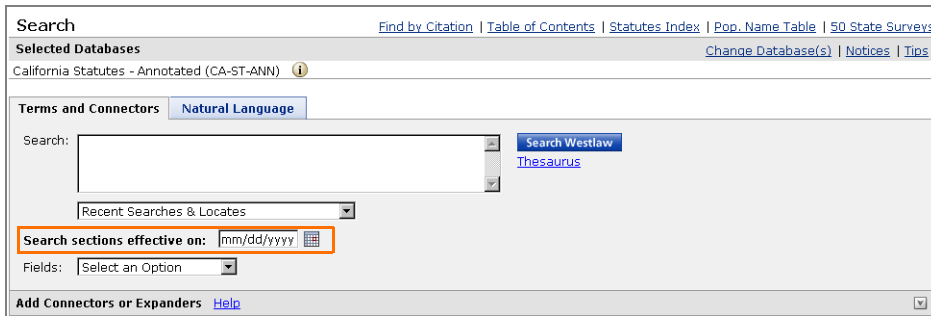 Search
Find by Citation | Table of Contents | Statutes Index | Pop. Name Table | 50 State Surveys
Selected Databases
Change Database(s) | Notices | Tips
California Statutes - Annotated (CA-ST-ANN) i
Terms and Connectors
Natural Language
Search:
Search Westlaw
Thesaurus
Recent Searches & Locates
Search sections effective on: mm/dd/yyyy
Fields: Select an Option
Add Connectors or Expanders Help